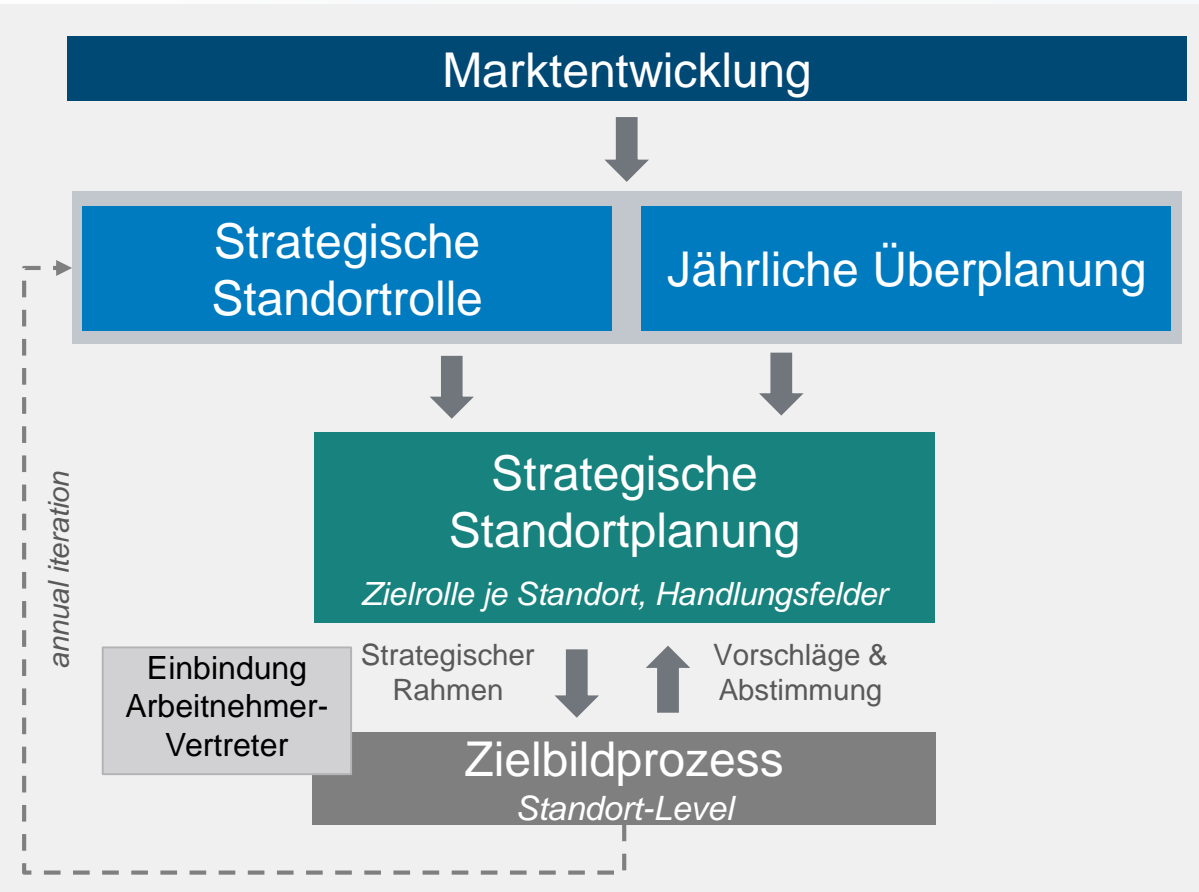 Marktentwicklung
Strategische
Standortrolle
Jährliche Überplanung
annual iteration
Strategische
Standortplanung
Zielrolle je Standort, Handlungsfelder
Einbindung
Arbeitnehmer-
Vertreter
Strategischer
Rahmen
Vorschläge &
Abstimmung
Zielbildprozess
Standort-Level